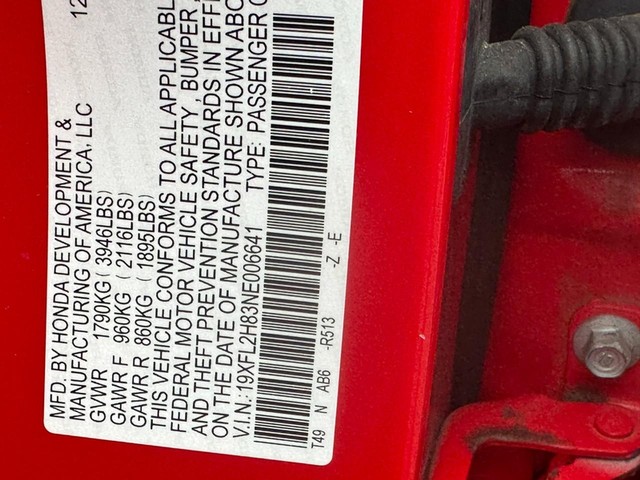 MFD. BY HONDA DEVELOPMENT & 12
MANUFACTURING OF AMERICA, LLC
GVWR 1790KG ( 3946LBS)
GAWR F 960KG ( 2116LBS)
GAWR R 860KG ( 1895LBS)
THIS VEHICLE CONFORMS TO ALL APPLICABLE
FEDERAL MOTOR VEHICLE SAFETY, BUMPER,
AND THEFT PREVENTION STANDARDS IN EFF
ON THE DATE OF MANUFACTURE SHOWN ABO
V.I.N.:19XFL2H83NE006641 TYPE: PASSENGER C
T49 N AB6 -R513 -Z -E